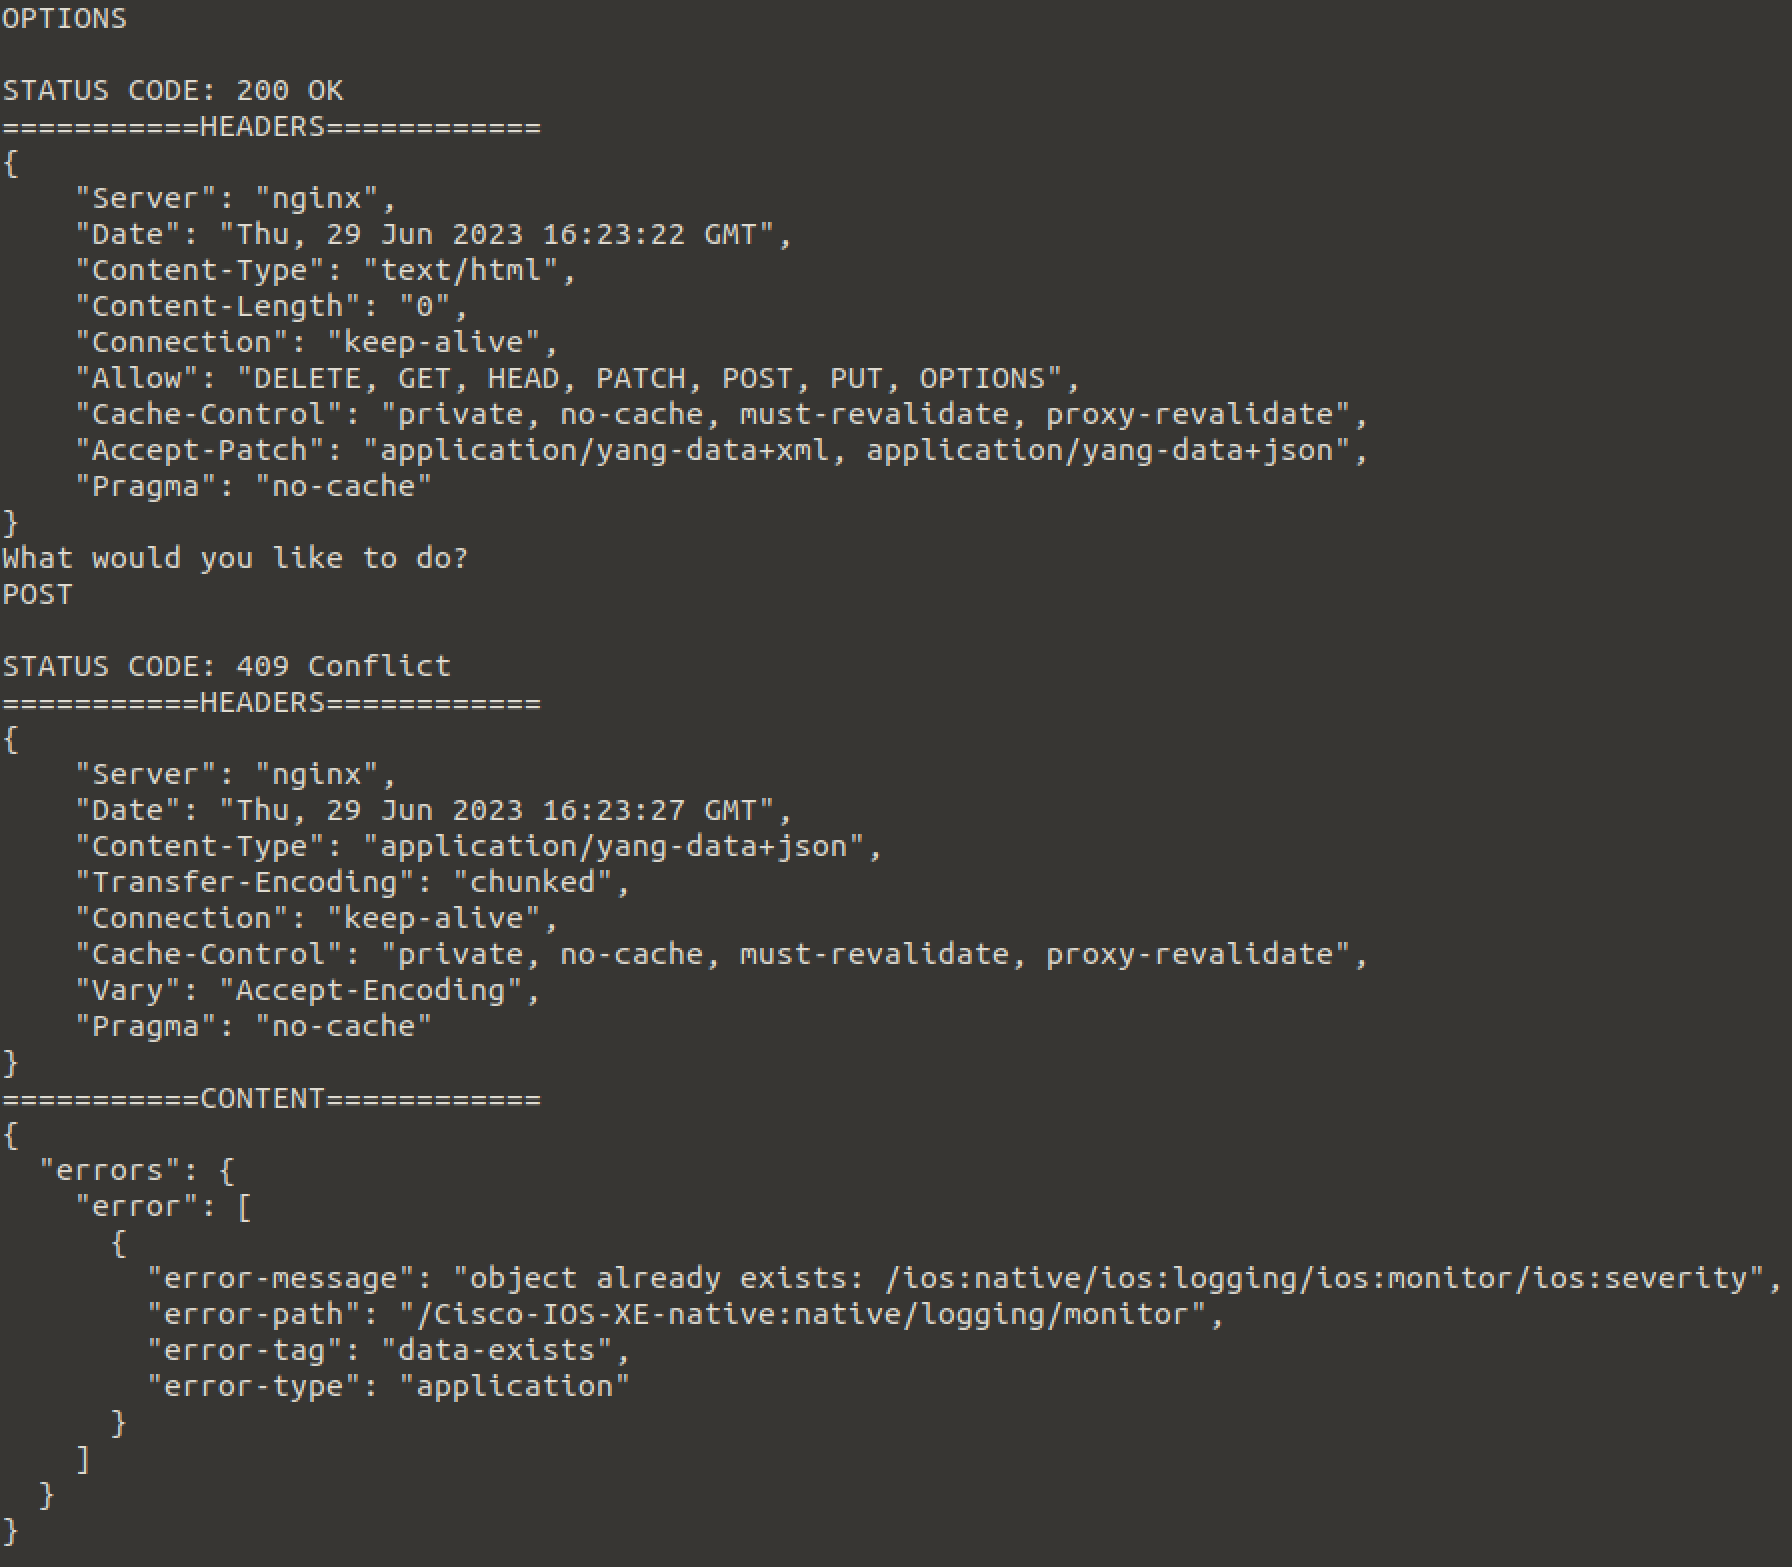 OPTIONS

STATUS CODE: 200 OK
===========HEADERS============
{
    "Server": "nginx",
    "Date": "Thu, 29 Jun 2023 16:23:22 GMT",
    "Content-Type": "text/html",
    "Content-Length": "0",
    "Connection": "keep-alive",
    "Allow": "DELETE, GET, HEAD, PATCH, POST, PUT, OPTIONS",
    "Cache-Control": "private, no-cache, must-revalidate, proxy-revalidate",
    "Accept-Patch": "application/yang-data+xml, application/yang-data+json",
    "Pragma": "no-cache"
}
What would you like to do?
POST

STATUS CODE: 409 Conflict
===========HEADERS============
{
    "Server": "nginx",
    "Date": "Thu, 29 Jun 2023 16:23:27 GMT",
    "Content-Type": "application/yang-data+json",
    "Transfer-Encoding": "chunked",
    "Connection": "keep-alive",
    "Cache-Control": "private, no-cache, must-revalidate, proxy-revalidate",
    "Vary": "Accept-Encoding",
    "Pragma": "no-cache"
}
===========CONTENT============
{
  "errors": {
    "error": [
      {
        "error-message": "object already exists: /ios:native/ios:logging/ios:monitor/ios:severity",
        "error-path": "/Cisco-IOS-XE-native:native/logging/monitor",
        "error-tag": "data-exists",
        "error-type": "application"
      }
    ]
  }
}